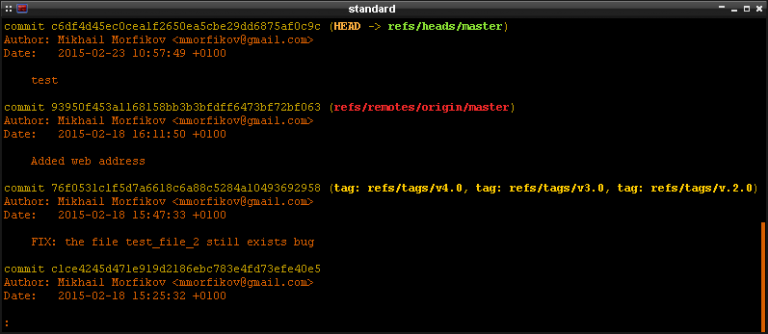 standard
commit c6df4d45ec0cea1f2650ea5cbe29dd6875af0c9c (HEAD -> refs/heads/master)
Author: Mikhail Morfikov <mmorfikov@gmail.com>
Date:   2015-02-23 10:57:49 +0100
test
commit 93950f453a1168158bb3b3bfdff6473bf72bf063 (refs/remotes/origin/master)
Author: Mikhail Morfikov <mmorfikov@gmail.com>
Date:   2015-02-18 16:11:50 +0100
Added web address
commit 76f0531c1f5d7a6618c6a88c5284a10493692958 (tag: refs/tags/v4.0, tag: refs/tags/v3.0, tag: refs/tags/v.2.0)
Author: Mikhail Morfikov <mmorfikov@gmail.com>
Date:   2015-02-18 15:47:33 +0100
FIX: the file test_file_2 still exists bug
commit c1ce4245d471e919d2186ebc783e4fd73efe40e5
Author: Mikhail Morfikov <mmorfikov@gmail.com>
Date:   2015-02-18 15:25:32 +0100
: